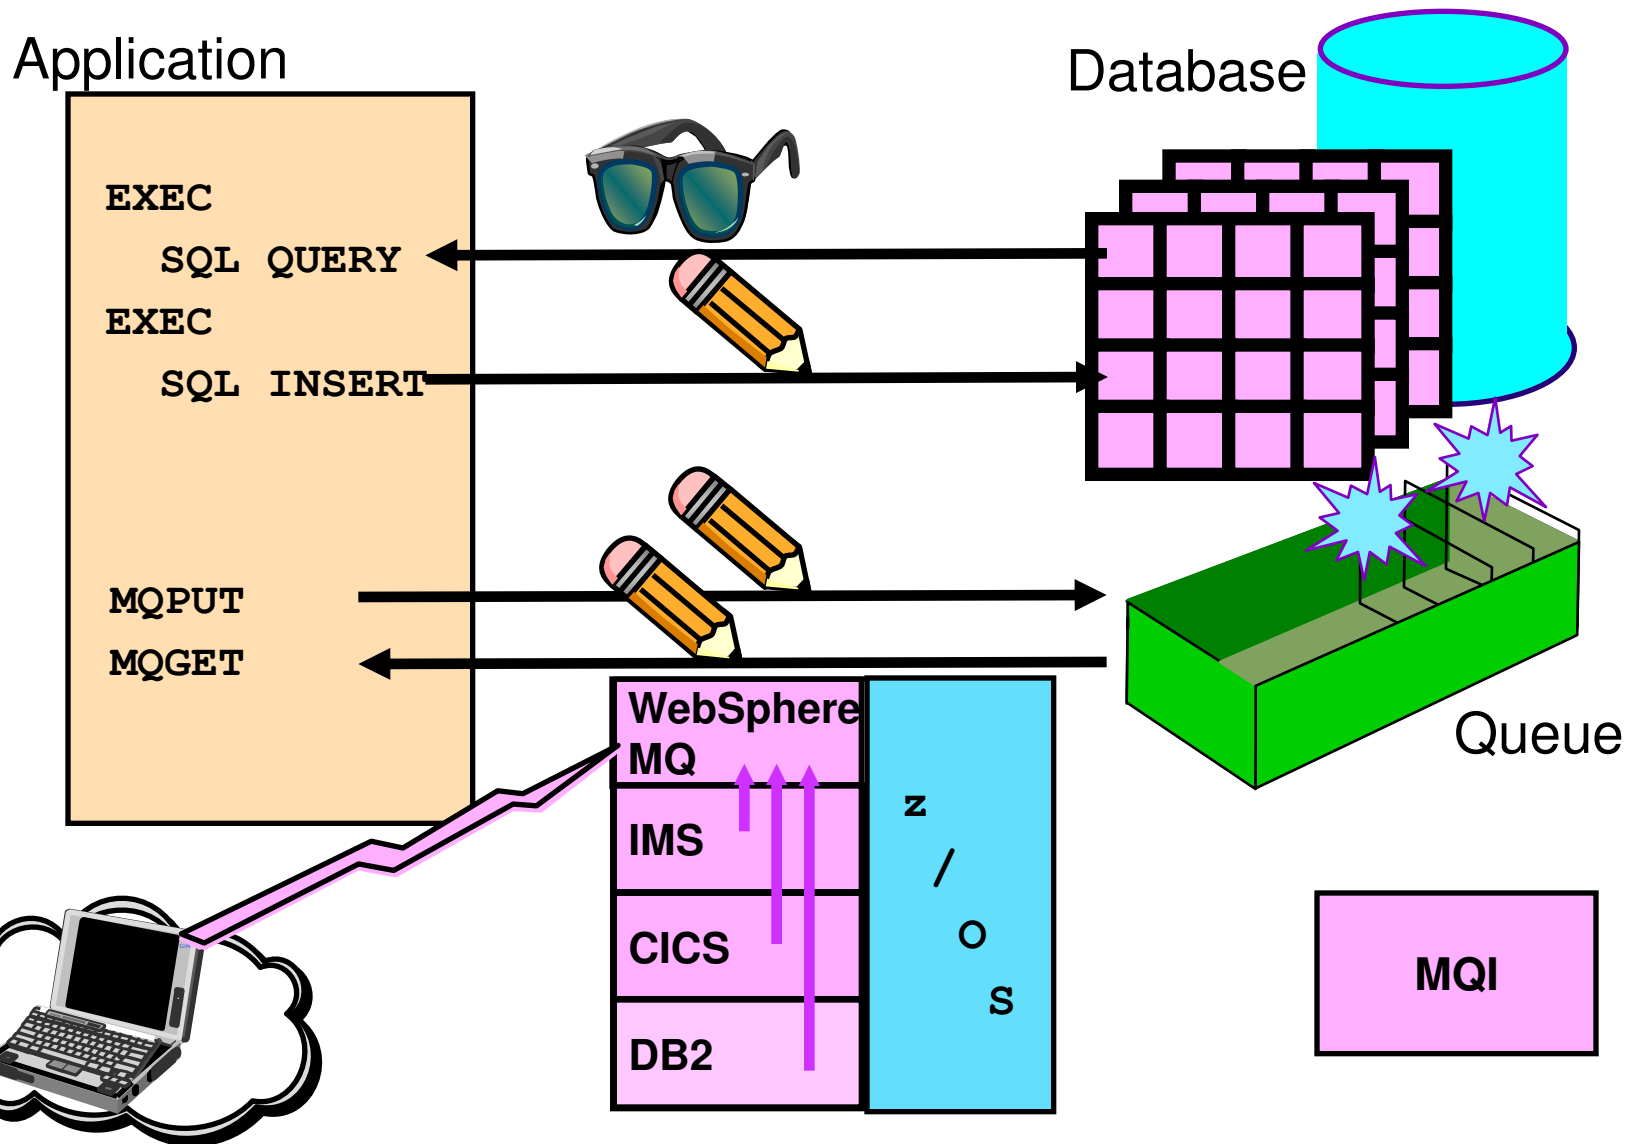 Application
Database
EXEC
SQL QUERY
EXEC
SQL INSERT
MQPUT
MQGET
Queue
WebSphere
MQ
IMS
CICS
DB2
z
/
O
S
MQI